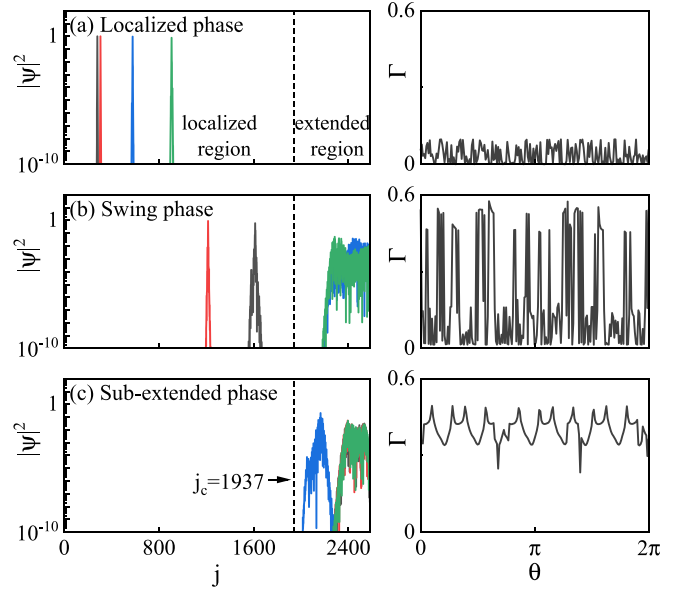 (a) Localized phase
|ψ|²
1
10⁻¹⁰
localized region
extended region
Γ
0.6
0
(b) Swing phase
|ψ|²
1
10⁻¹⁰
Γ
0.6
0
(c) Sub-extended phase
|ψ|²
1
10⁻¹⁰
j_c=1937
0 800 1600 2400
j
Γ
0.6
0
0 π 2π
θ